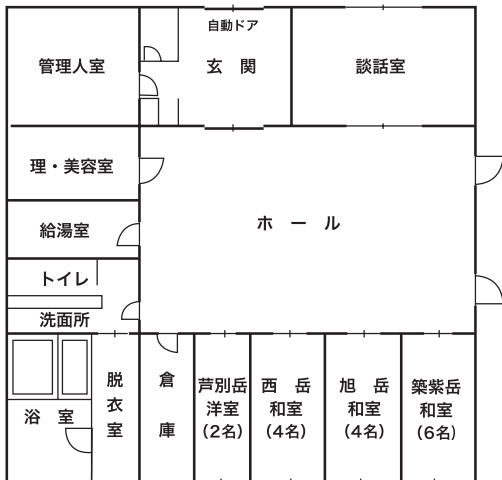 自動ドア
管理人室
玄　関
談話室
理・美容室
ホ　ー　ル
給湯室
トイレ
洗面所
浴　室
脱衣室
倉　庫
芦別岳
洋室
（2名）
西　岳
和室
（4名）
旭　岳
和室
（4名）
築紫岳
和室
（6名）